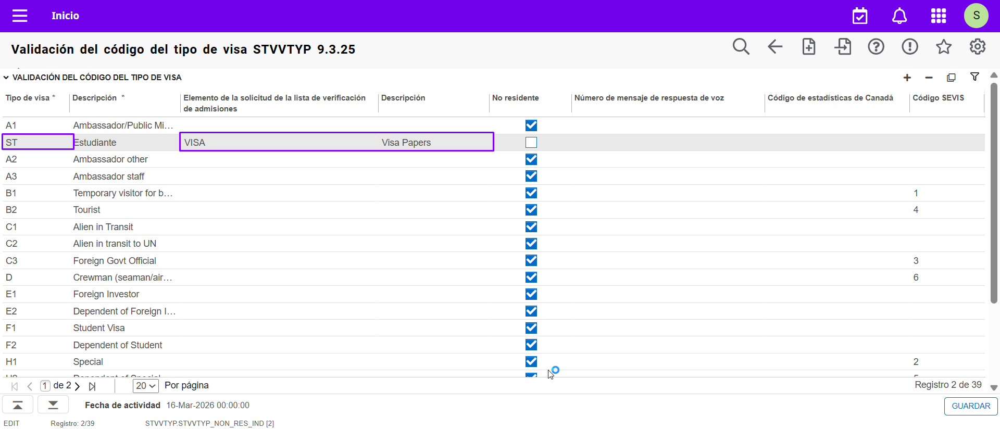 Inicio
S
Validación del código del tipo de visa STVVTYP 9.3.25
VALIDACIÓN DEL CÓDIGO DEL TIPO DE VISA
Tipo de visa * Descripción * Elemento de la solicitud de la lista de verificación de admisiones Descripción No residente Número de mensaje de respuesta de voz Código de estadísticas de Canadá Código SEVIS
A1 Ambassador/Public Mi…
ST Estudiante VISA Visa Papers
A2 Ambassador other
A3 Ambassador staff
B1 Temporary visitor for b… 1
B2 Tourist 4
C1 Alien in Transit
C2 Alien in transit to UN
C3 Foreign Govt Official 3
D Crewman (seaman/air… 6
E1 Foreign Investor
E2 Dependent of Foreign I…
F1 Student Visa
F2 Dependent of Student
H1 Special 2
H2 Dependent of Special 5
1 de 2 20 Por página Registro 2 de 39
Fecha de actividad 16-Mar-2026 00:00:00
GUARDAR
EDIT Registro: 2/39 STVVTYP.STVVTYP_NON_RES_IND [2]